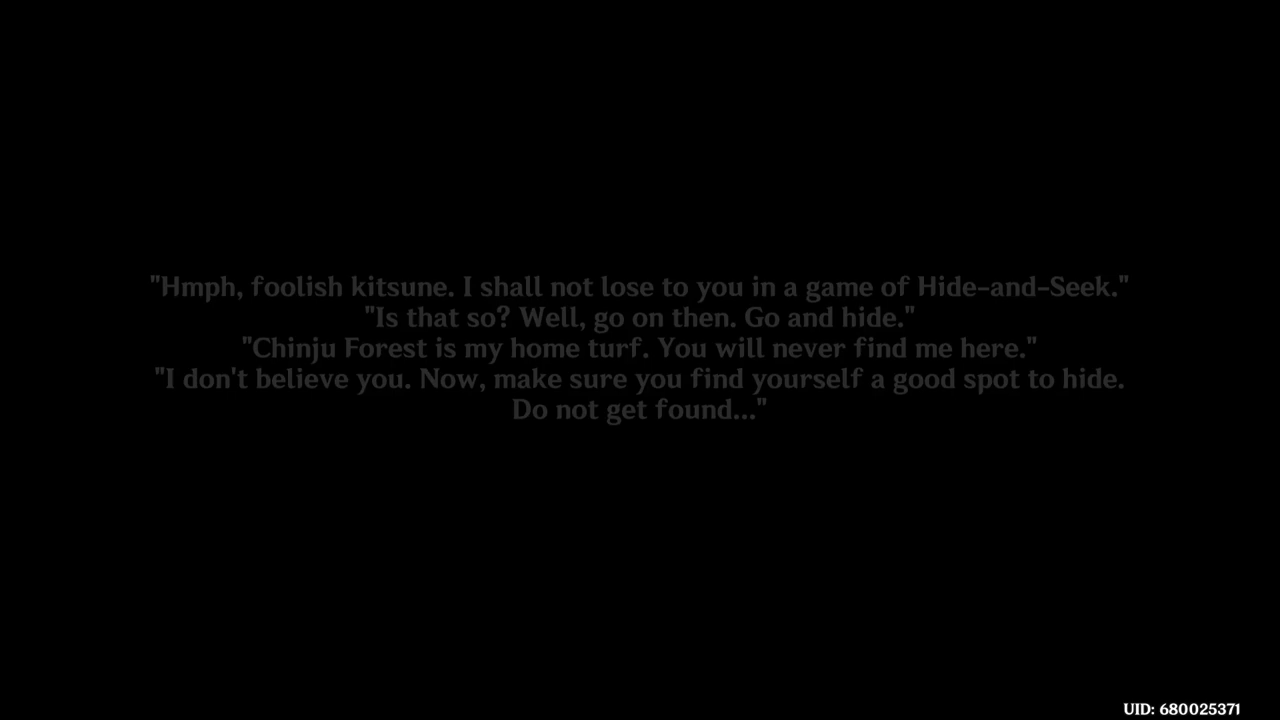 "Hmph, foolish kitsune. I shall not lose to you in a game of Hide-and-Seek."
"Is that so? Well, go on then. Go and hide."
"Chinju Forest is my home turf. You will never find me here."
"I don't believe you. Now, make sure you find yourself a good spot to hide.
Do not get found..."
UID: 680025371